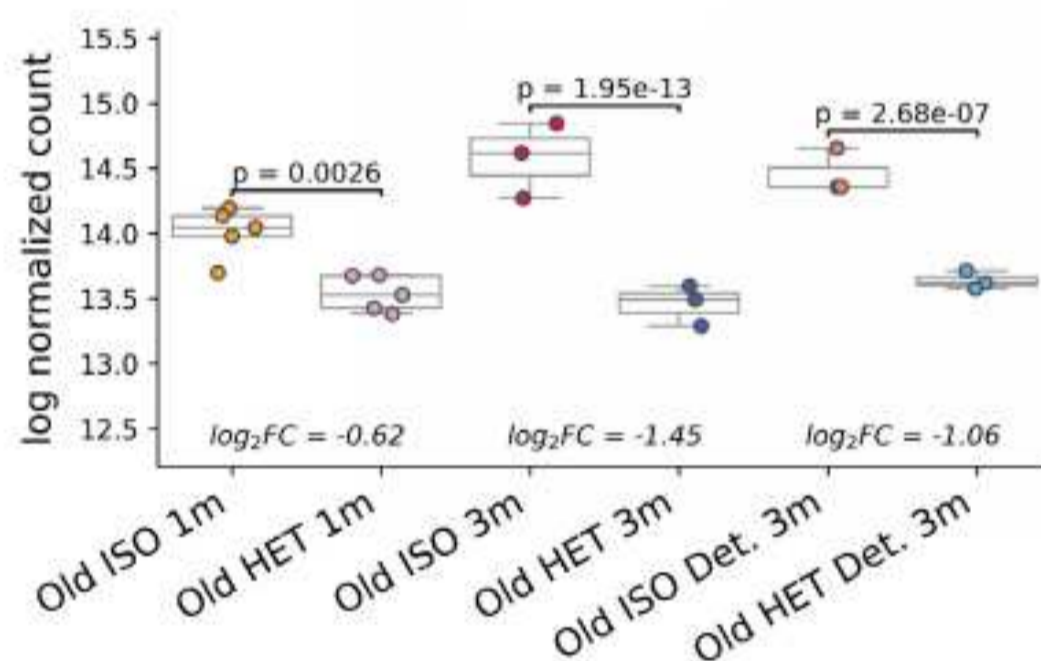 log normalized count
15.5
15.0
14.5
14.0
13.5
13.0
12.5
p = 0.0026
p = 1.95e-13
p = 2.68e-07
log₂FC = -0.62
log₂FC = -1.45
log₂FC = -1.06
Old ISO 1m
Old HET 1m
Old ISO 3m
Old HET 3m
Old ISO Det. 3m
Old HET Det. 3m